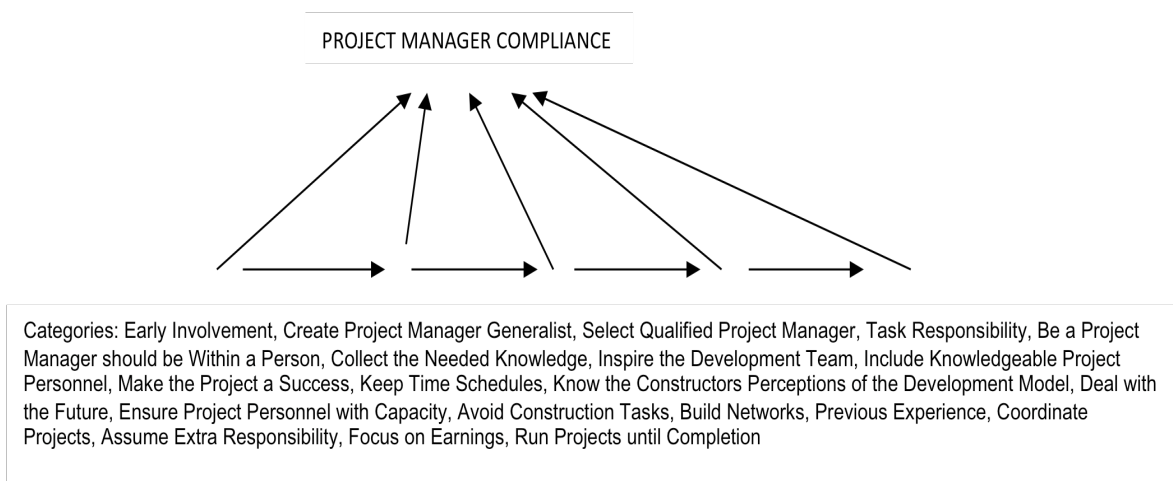 PROJECT MANAGER COMPLIANCE
Categories: Early Involvement, Create Project Manager Generalist, Select Qualified Project Manager, Task Responsibility, Be a Project
Manager should be Within a Person, Collect the Needed Knowledge, Inspire the Development Team, Include Knowledgeable Project
Personnel, Make the Project a Success, Keep Time Schedules, Know the Constructors Perceptions of the Development Model, Deal with
the Future, Ensure Project Personnel with Capacity, Avoid Construction Tasks, Build Networks, Previous Experience, Coordinate
Projects, Assume Extra Responsibility, Focus on Earnings, Run Projects until Completion